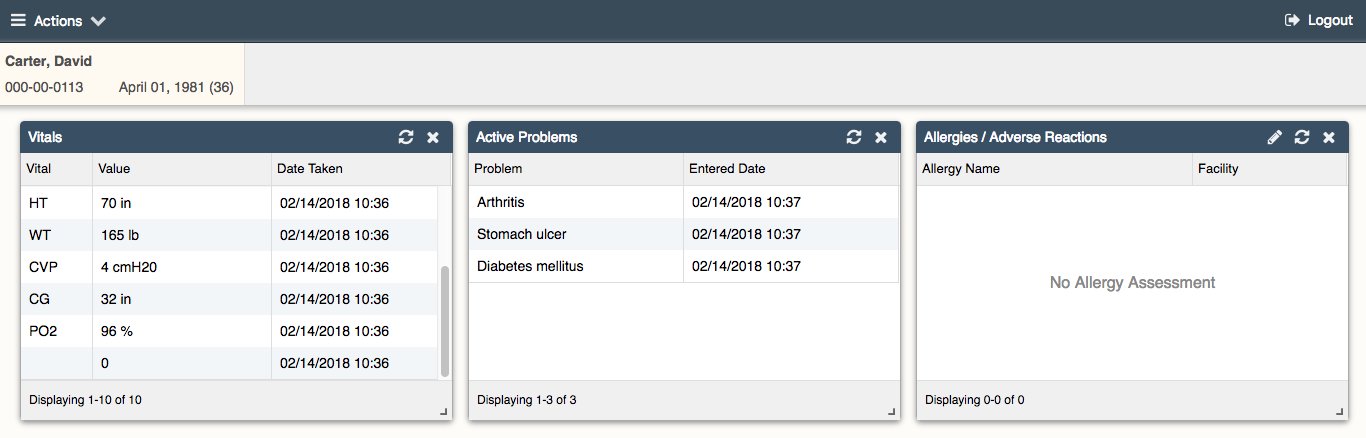 Actions
Logout
Carter, David
000-00-0113 April 01, 1981 (36)
Vitals
Vital Value Date Taken
HT 70 in 02/14/2018 10:36
WT 165 lb 02/14/2018 10:36
CVP 4 cmH20 02/14/2018 10:36
CG 32 in 02/14/2018 10:36
PO2 96 % 02/14/2018 10:36
0 02/14/2018 10:36
Displaying 1-10 of 10
Active Problems
Problem Entered Date
Arthritis 02/14/2018 10:37
Stomach ulcer 02/14/2018 10:37
Diabetes mellitus 02/14/2018 10:37
Displaying 1-3 of 3
Allergies / Adverse Reactions
Allergy Name Facility
No Allergy Assessment
Displaying 0-0 of 0